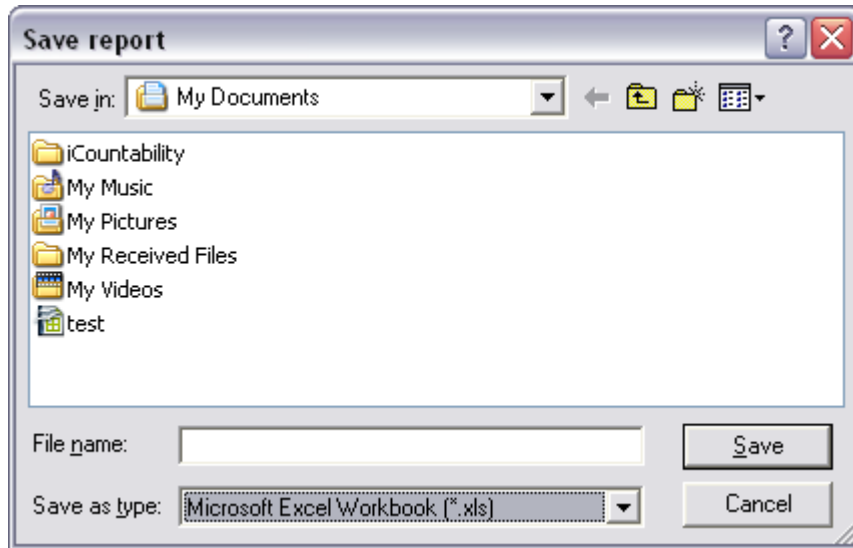 Save report
Save in: My Documents
iCountability
My Music
My Pictures
My Received Files
My Videos
test
File name: Save
Save as type: Microsoft Excel Workbook (*.xls) Cancel